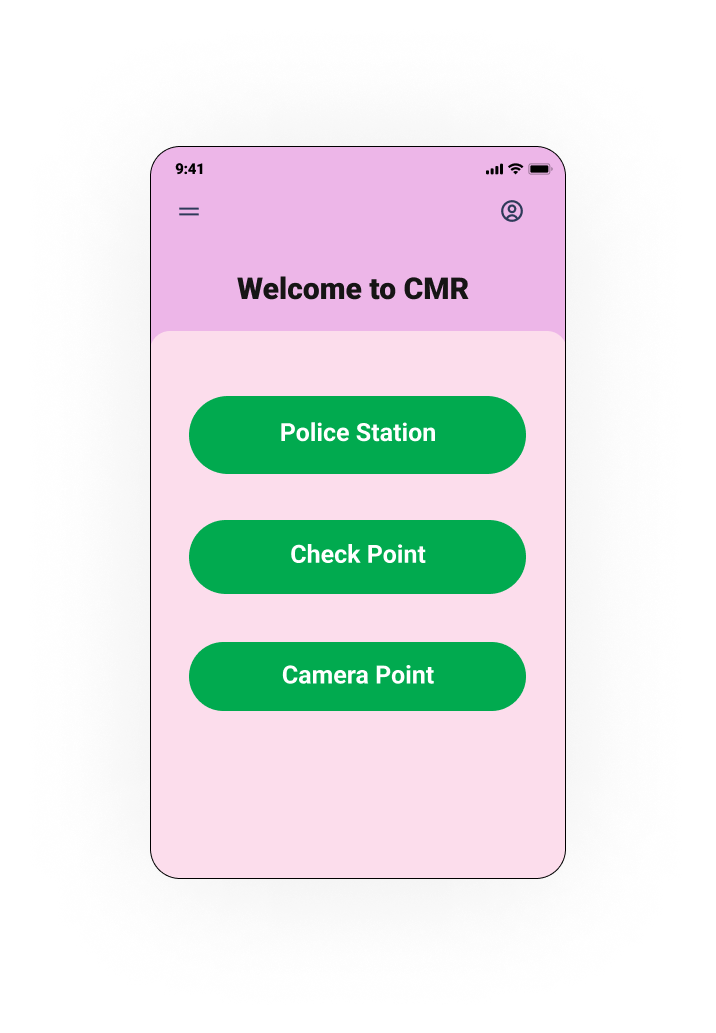 9:41
Welcome to CMR
Police Station
Check Point
Camera Point